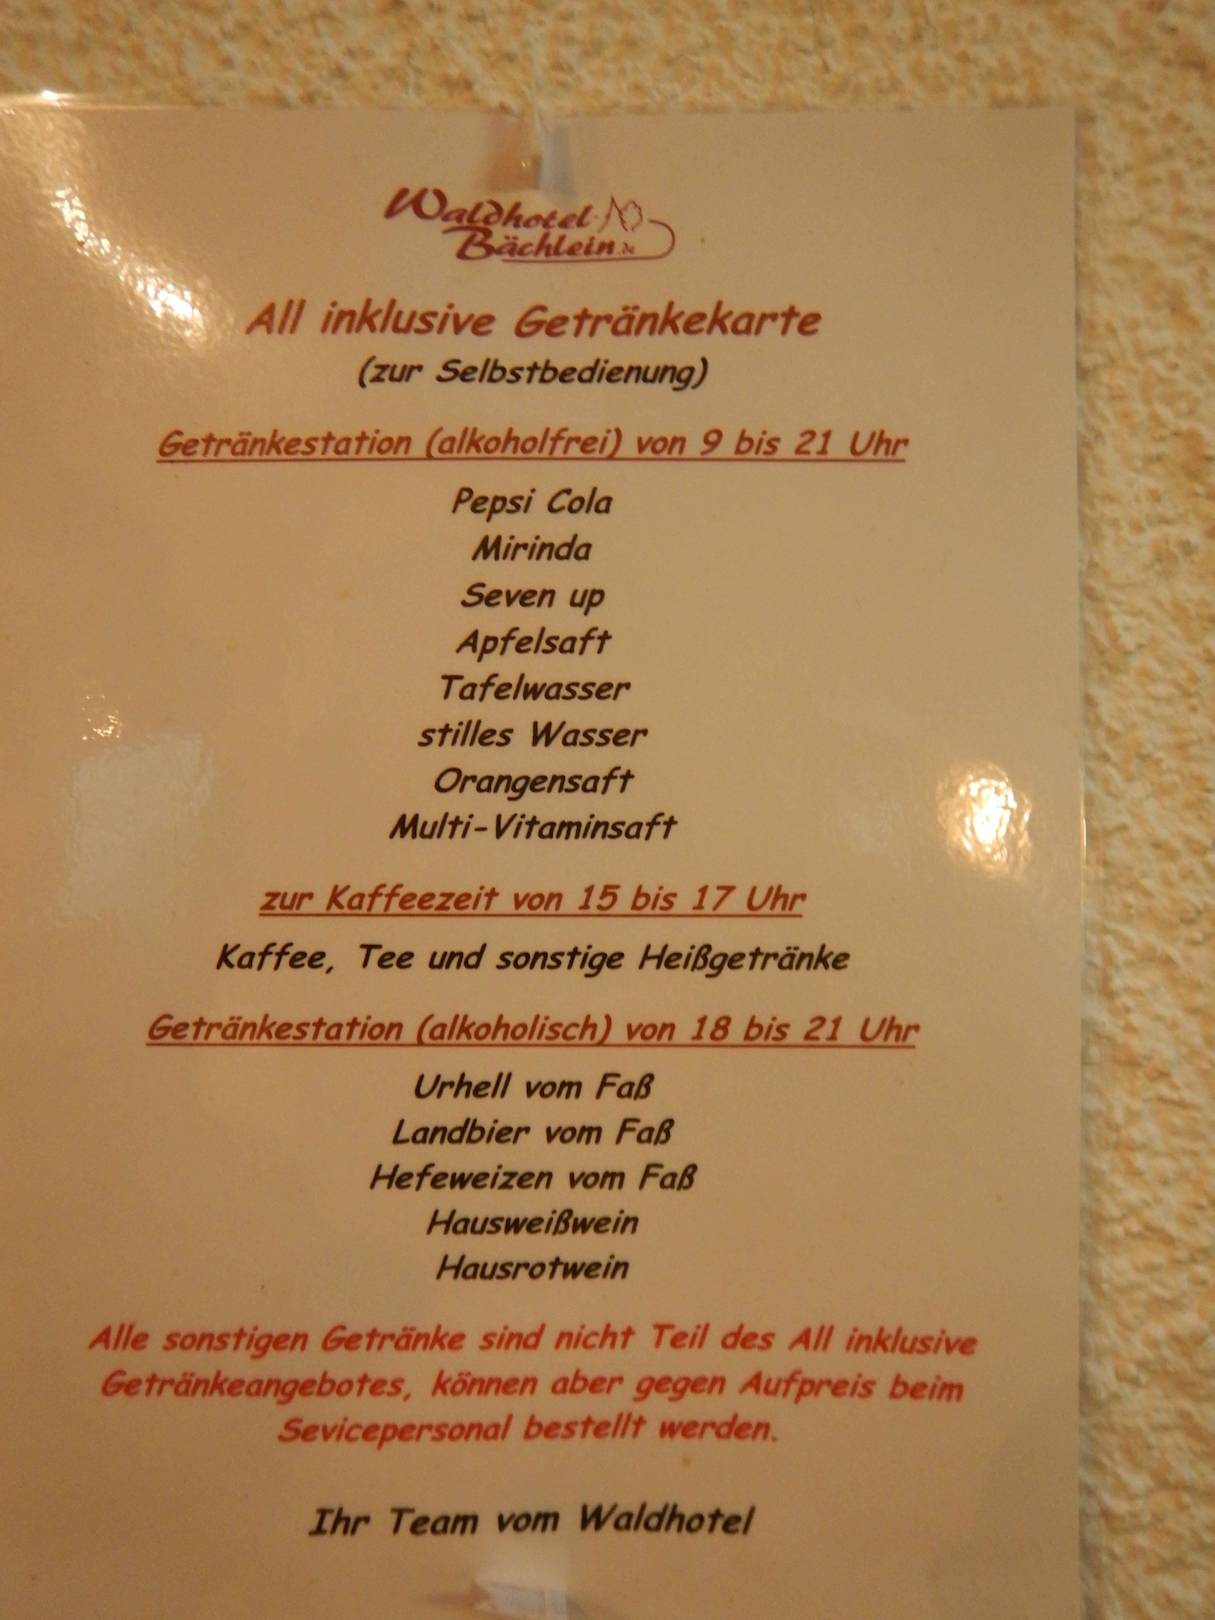 Waldhotel
Bächlein.de
All inklusive Getränkekarte
(zur Selbstbedienung)
Getränkestation (alkoholfrei) von 9 bis 21 Uhr
Pepsi Cola
Mirinda
Seven up
Apfelsaft
Tafelwasser
stilles Wasser
Orangensaft
Multi-Vitaminsaft
zur Kaffeezeit von 15 bis 17 Uhr
Kaffee, Tee und sonstige Heißgetränke
Getränkestation (alkoholisch) von 18 bis 21 Uhr
Urhell vom Faß
Landbier vom Faß
Hefeweizen vom Faß
Hausweißwein
Hausrotwein
Alle sonstigen Getränke sind nicht Teil des All inklusive
Getränkeangebotes, können aber gegen Aufpreis beim
Sevicepersonal bestellt werden.
Ihr Team vom Waldhotel